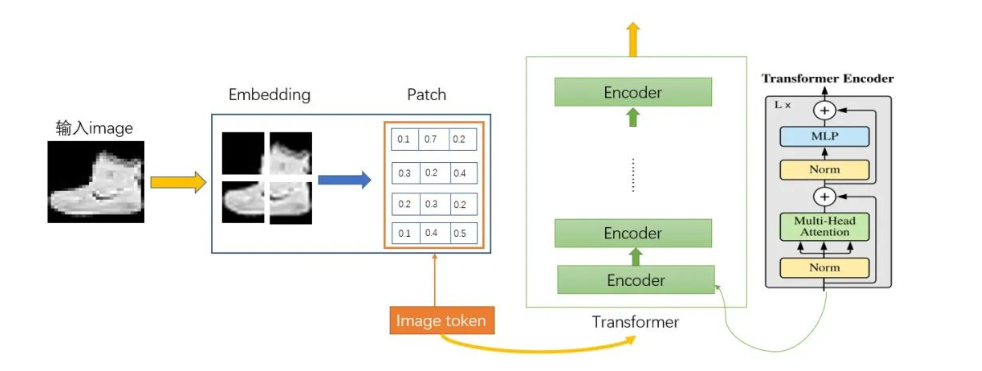 输入image
Embedding
Patch
0.1 0.7 0.2
0.3 0.2 0.4
0.2 0.3 0.2
0.1 0.4 0.5
Image token
Encoder
......
Encoder
Encoder
Transformer
Transformer Encoder
L ×
+
MLP
Norm
+
Multi-Head
Attention
Norm